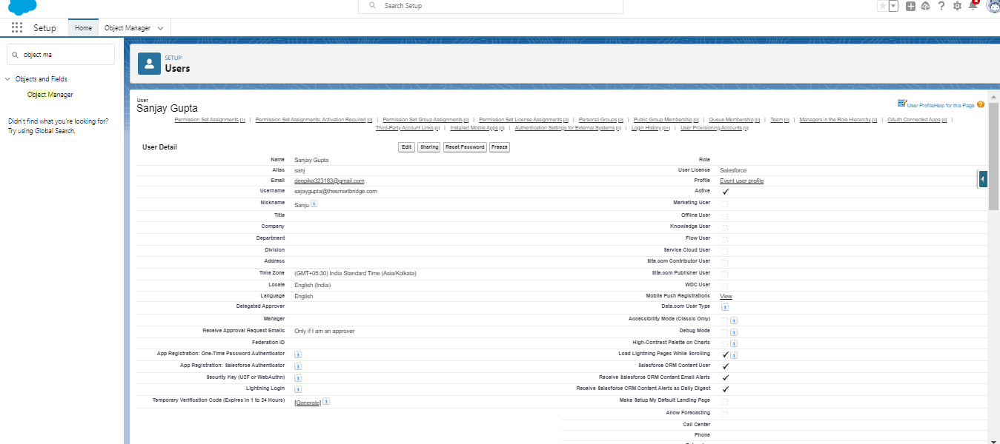 Search Setup
8
Setup Home Object Manager
object ma
Objects and Fields
Object Manager
Didn't find what you're looking for?
Try using Global Search.
SETUP
Users
User
Sanjay Gupta
User Profile Help for this Page
Permission Set Assignments [1] | Permission Set Assignments: Activation Required [0] | Permission Set Group Assignments [0] | Permission Set License Assignments [0] | Personal Groups [0] | Public Group Membership [0] | Queue Membership [0] | Team [0] | Managers in the Role Hierarchy [0] | OAuth Connected Apps [0] |
Third-Party Account Links [0] | Installed Mobile Apps [0] | Authentication Settings for External Systems [0] | Login History [0+] | User Provisioning Accounts [0]
User Detail Edit Sharing Reset Password Freeze
Name Sanjay Gupta Role
Alias sanj User License Salesforce
Email deepika323183@gmail.com Profile Event user profile
Username sajaygupta@thesmartbridge.com Active
Nickname Sanju i Marketing User
Title Offline User
Company Knowledge User
Department Flow User
Division Service Cloud User
Address Site.com Contributor User
Time Zone (GMT+05:30) India Standard Time (Asia/Kolkata) Site.com Publisher User
Locale English (India) WDC User
Language English Mobile Push Registrations View
Delegated Approver Data.com User Type i
Manager Accessibility Mode (Classic Only) i
Receive Approval Request Emails Only if I am an approver Debug Mode i
Federation ID High-Contrast Palette on Charts i
App Registration: One-Time Password Authenticator i Load Lightning Pages While Scrolling i
App Registration: Salesforce Authenticator i Salesforce CRM Content User
Security Key (U2F or WebAuthn) i Receive Salesforce CRM Content Email Alerts
Lightning Login i Receive Salesforce CRM Content Alerts as Daily Digest
Temporary Verification Code (Expires in 1 to 24 Hours) [Generate] i Make Setup My Default Landing Page
Allow Forecasting
Call Center
Phone